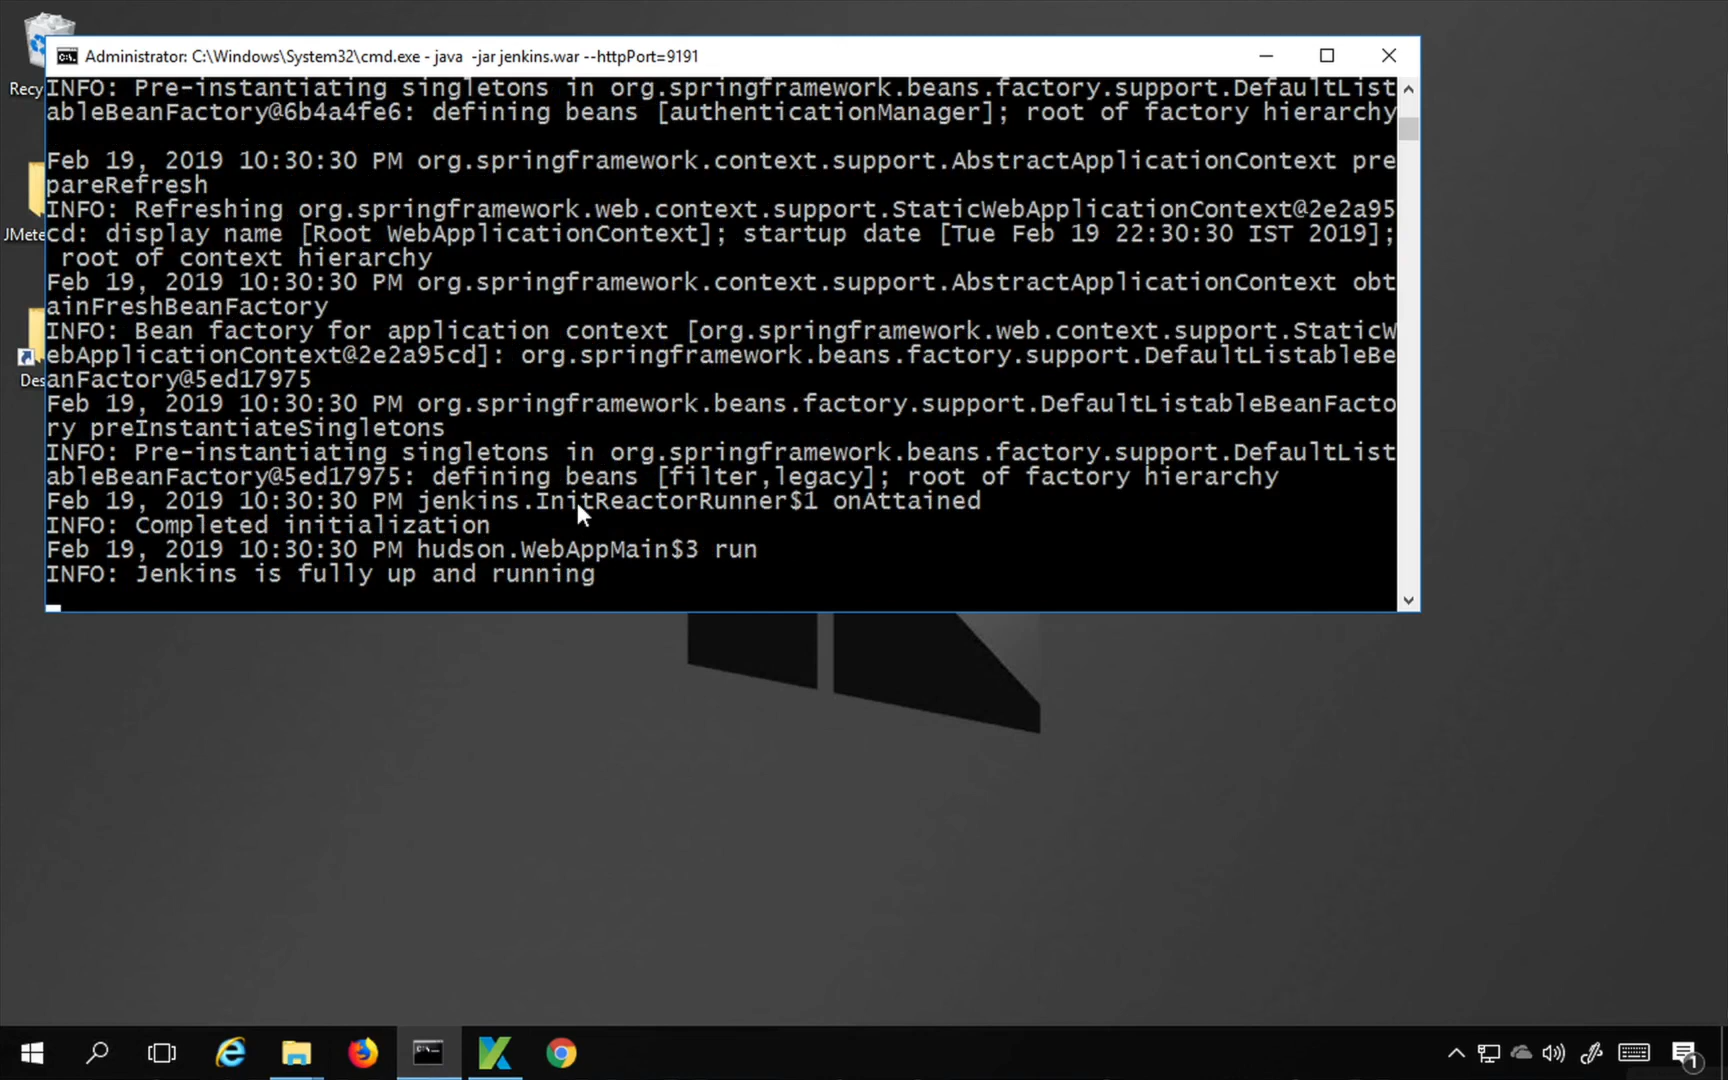 Administrator: C:\Windows\System32\cmd.exe - java -jar jenkins.war --httpPort=9191
INFO: Pre-instantiating singletons in org.springframework.beans.factory.support.DefaultList
ableBeanFactory@6b4a4fe6: defining beans [authenticationManager]; root of factory hierarchy
Feb 19, 2019 10:30:30 PM org.springframework.context.support.AbstractApplicationContext pre
pareRefresh
INFO: Refreshing org.springframework.web.context.support.StaticWebApplicationContext@2e2a95
cd: display name [Root WebApplicationContext]; startup date [Tue Feb 19 22:30:30 IST 2019];
root of context hierarchy
Feb 19, 2019 10:30:30 PM org.springframework.context.support.AbstractApplicationContext obt
ainFreshBeanFactory
INFO: Bean factory for application context [org.springframework.web.context.support.StaticW
ebApplicationContext@2e2a95cd]: org.springframework.beans.factory.support.DefaultListableBe
anFactory@5ed17975
Feb 19, 2019 10:30:30 PM org.springframework.beans.factory.support.DefaultListableBeanFacto
ry preInstantiateSingletons
INFO: Pre-instantiating singletons in org.springframework.beans.factory.support.DefaultList
ableBeanFactory@5ed17975: defining beans [filter,legacy]; root of factory hierarchy
Feb 19, 2019 10:30:30 PM jenkins.InitReactorRunner$1 onAttained
INFO: Completed initialization
Feb 19, 2019 10:30:30 PM hudson.WebAppMain$3 run
INFO: Jenkins is fully up and running
Recy
JMete
Des
1